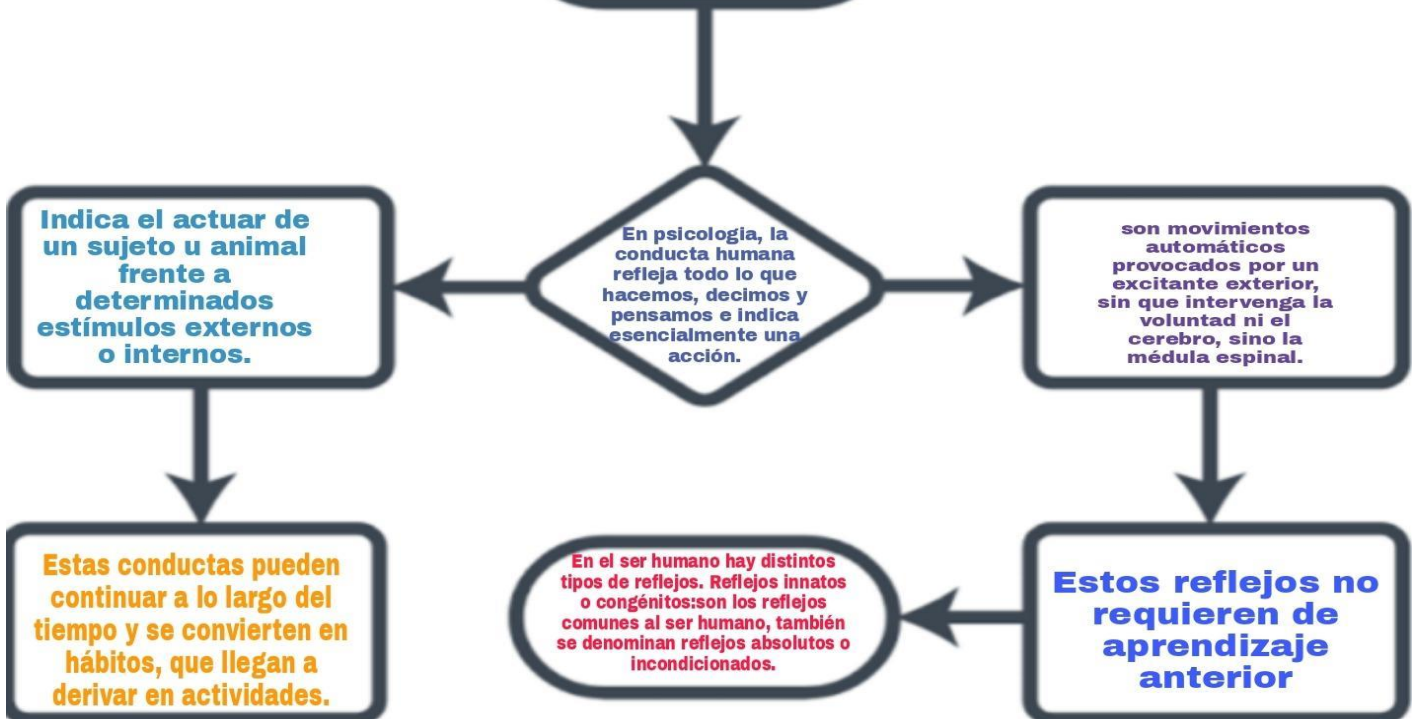 Indica el actuar de
un sujeto u animal
frente a
determinados
estímulos externos
o internos.
En psicologia, la
conducta humana
refleja todo lo que
hacemos, decimos y
pensamos e indica
esencialmente una
acción.
son movimientos
automáticos
provocados por un
excitante exterior,
sin que intervenga la
voluntad ni el
cerebro, sino la
médula espinal.
Estas conductas pueden
continuar a lo largo del
tiempo y se convierten en
hábitos, que llegan a
derivar en actividades.
En el ser humano hay distintos
tipos de reflejos. Reflejos innatos
o congénitos:son los reflejos
comunes al ser humano, también
se denominan reflejos absolutos o
incondicionados.
Estos reflejos no
requieren de
aprendizaje
anterior